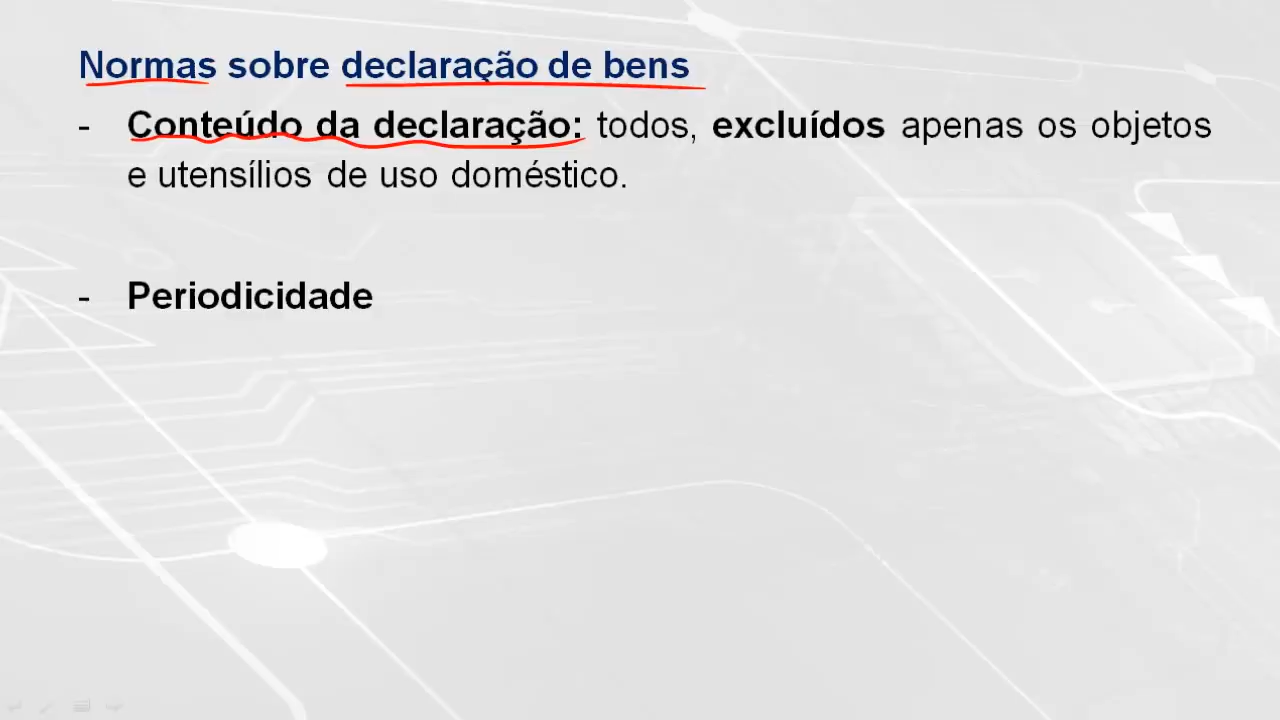 Normas sobre declaração de bens
- Conteúdo da declaração: todos, excluídos apenas os objetos
e utensílios de uso doméstico.
- Periodicidade